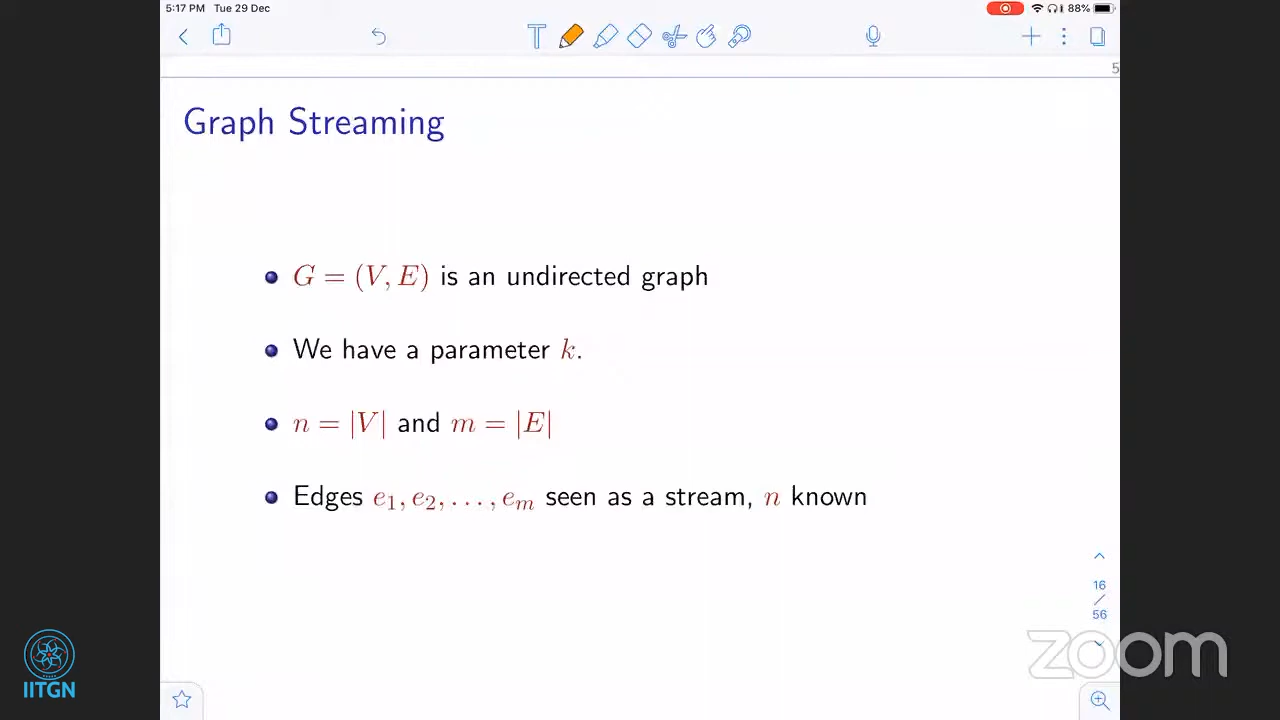 5:17 PM Tue 29 Dec
88%
T
5
Graph Streaming
G = (V, E) is an undirected graph
We have a parameter k.
n = |V| and m = |E|
Edges e₁, e₂, . . . , eₘ seen as a stream, n known
16
/
56
IITGN
zoom